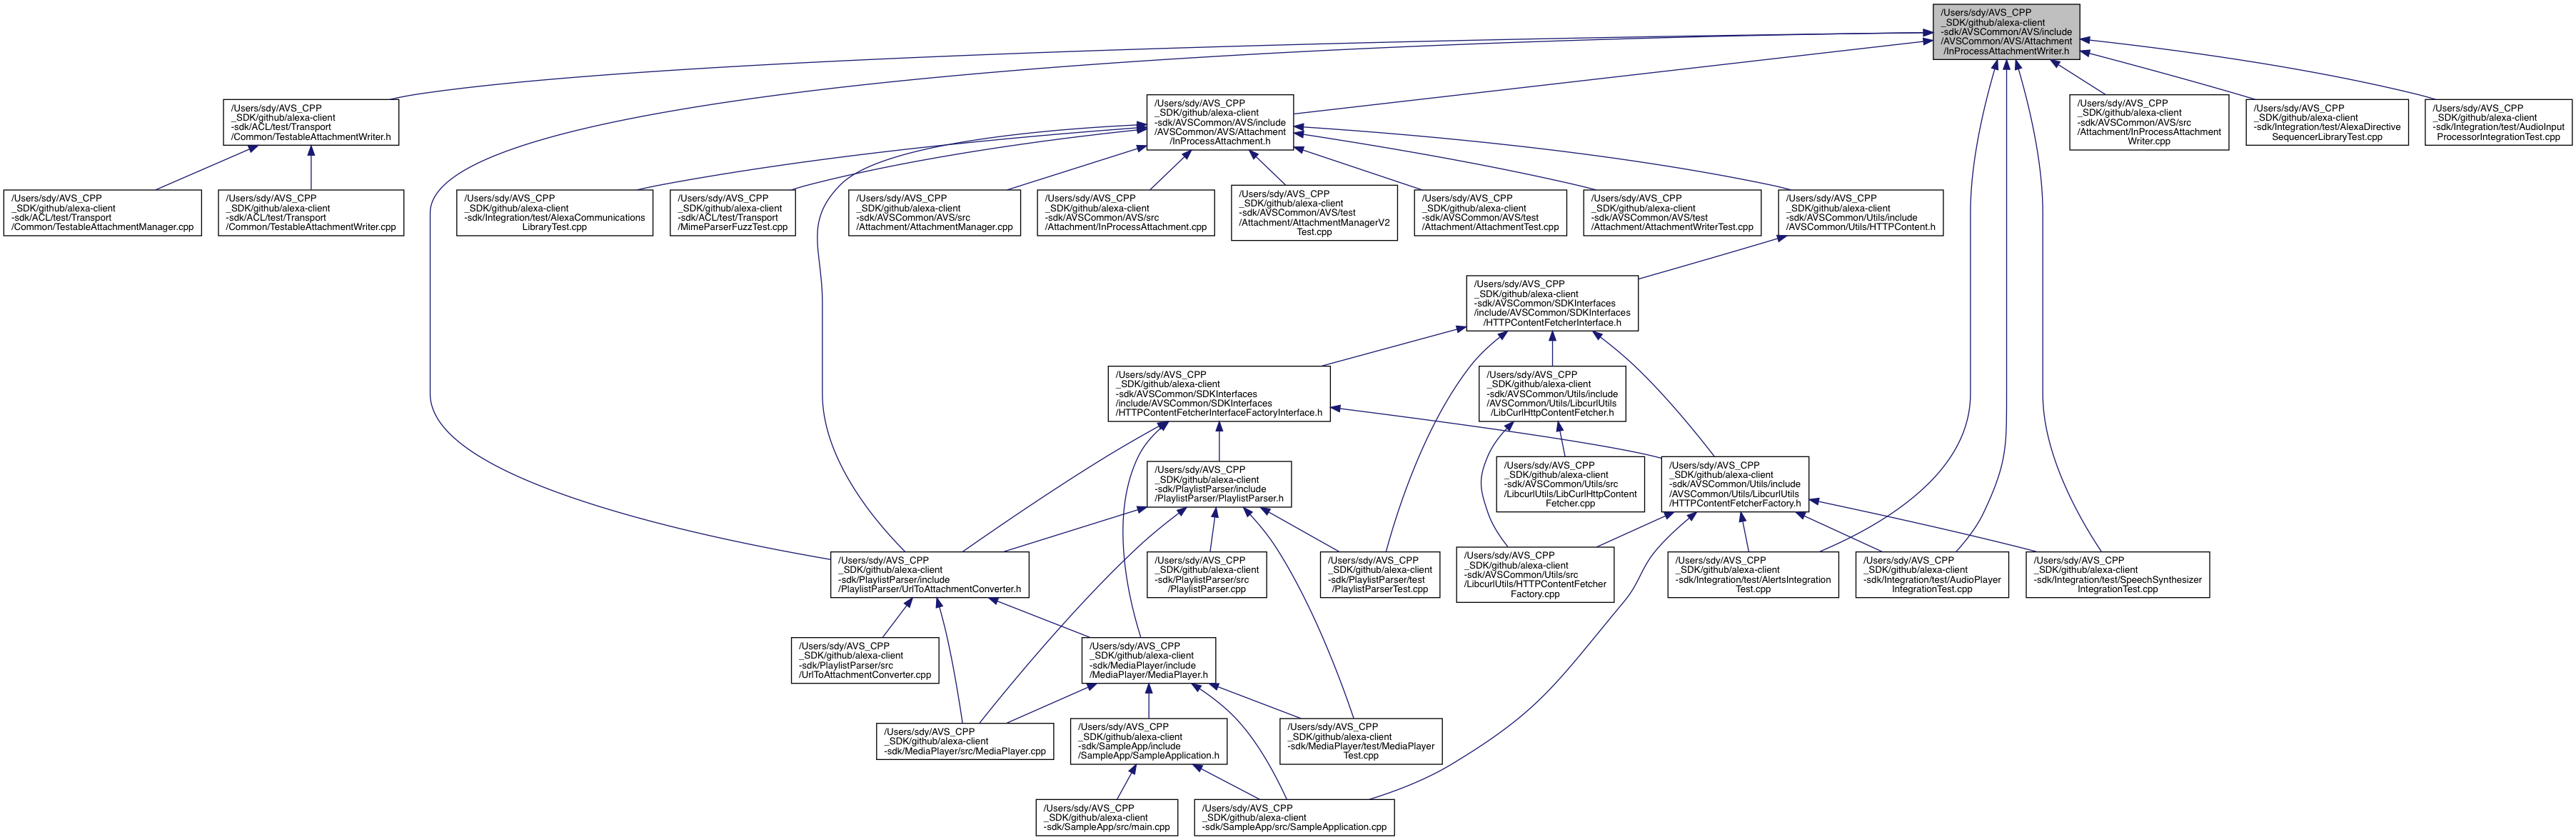 /Users/sdy/AVS_CPP
_SDK/github/alexa-client
-sdk/AVSCommon/AVS/include
/AVSCommon/AVS/Attachment
/InProcessAttachmentWriter.h
/Users/sdy/AVS_CPP
_SDK/github/alexa-client
-sdk/ACL/test/Transport
/Common/TestableAttachmentWriter.h
/Users/sdy/AVS_CPP
_SDK/github/alexa-client
-sdk/AVSCommon/AVS/include
/AVSCommon/AVS/Attachment
/InProcessAttachment.h
/Users/sdy/AVS_CPP
_SDK/github/alexa-client
-sdk/AVSCommon/AVS/src
/Attachment/InProcessAttachment
Writer.cpp
/Users/sdy/AVS_CPP
_SDK/github/alexa-client
-sdk/Integration/test/AlexaDirective
SequencerLibraryTest.cpp
/Users/sdy/AVS_CPP
_SDK/github/alexa-client
-sdk/Integration/test/AudioInput
ProcessorIntegrationTest.cpp
/Users/sdy/AVS_CPP
_SDK/github/alexa-client
-sdk/ACL/test/Transport
/Common/TestableAttachmentManager.cpp
/Users/sdy/AVS_CPP
_SDK/github/alexa-client
-sdk/ACL/test/Transport
/Common/TestableAttachmentWriter.cpp
/Users/sdy/AVS_CPP
_SDK/github/alexa-client
-sdk/Integration/test/AlexaCommunications
LibraryTest.cpp
/Users/sdy/AVS_CPP
_SDK/github/alexa-client
-sdk/ACL/test/Transport
/MimeParserFuzzTest.cpp
/Users/sdy/AVS_CPP
_SDK/github/alexa-client
-sdk/AVSCommon/AVS/src
/Attachment/AttachmentManager.cpp
/Users/sdy/AVS_CPP
_SDK/github/alexa-client
-sdk/AVSCommon/AVS/src
/Attachment/InProcessAttachment.cpp
/Users/sdy/AVS_CPP
_SDK/github/alexa-client
-sdk/AVSCommon/AVS/test
/Attachment/AttachmentManagerV2
Test.cpp
/Users/sdy/AVS_CPP
_SDK/github/alexa-client
-sdk/AVSCommon/AVS/test
/Attachment/AttachmentTest.cpp
/Users/sdy/AVS_CPP
_SDK/github/alexa-client
-sdk/AVSCommon/AVS/test
/Attachment/AttachmentWriterTest.cpp
/Users/sdy/AVS_CPP
_SDK/github/alexa-client
-sdk/AVSCommon/Utils/include
/AVSCommon/Utils/HTTPContent.h
/Users/sdy/AVS_CPP
_SDK/github/alexa-client
-sdk/AVSCommon/SDKInterfaces
/include/AVSCommon/SDKInterfaces
/HTTPContentFetcherInterface.h
/Users/sdy/AVS_CPP
_SDK/github/alexa-client
-sdk/AVSCommon/SDKInterfaces
/include/AVSCommon/SDKInterfaces
/HTTPContentFetcherInterfaceFactoryInterface.h
/Users/sdy/AVS_CPP
_SDK/github/alexa-client
-sdk/AVSCommon/Utils/include
/AVSCommon/Utils/LibcurlUtils
/LibCurlHttpContentFetcher.h
/Users/sdy/AVS_CPP
_SDK/github/alexa-client
-sdk/PlaylistParser/include
/PlaylistParser/PlaylistParser.h
/Users/sdy/AVS_CPP
_SDK/github/alexa-client
-sdk/AVSCommon/Utils/src
/LibcurlUtils/LibCurlHttpContent
Fetcher.cpp
/Users/sdy/AVS_CPP
_SDK/github/alexa-client
-sdk/AVSCommon/Utils/include
/AVSCommon/Utils/LibcurlUtils
/HTTPContentFetcherFactory.h
/Users/sdy/AVS_CPP
_SDK/github/alexa-client
-sdk/PlaylistParser/include
/PlaylistParser/UrlToAttachmentConverter.h
/Users/sdy/AVS_CPP
_SDK/github/alexa-client
-sdk/PlaylistParser/src
/PlaylistParser.cpp
/Users/sdy/AVS_CPP
_SDK/github/alexa-client
-sdk/PlaylistParser/test
/PlaylistParserTest.cpp
/Users/sdy/AVS_CPP
_SDK/github/alexa-client
-sdk/AVSCommon/Utils/src
/LibcurlUtils/HTTPContentFetcher
Factory.cpp
/Users/sdy/AVS_CPP
_SDK/github/alexa-client
-sdk/Integration/test/AlertsIntegration
Test.cpp
/Users/sdy/AVS_CPP
_SDK/github/alexa-client
-sdk/Integration/test/AudioPlayer
IntegrationTest.cpp
/Users/sdy/AVS_CPP
_SDK/github/alexa-client
-sdk/Integration/test/SpeechSynthesizer
IntegrationTest.cpp
/Users/sdy/AVS_CPP
_SDK/github/alexa-client
-sdk/PlaylistParser/src
/UrlToAttachmentConverter.cpp
/Users/sdy/AVS_CPP
_SDK/github/alexa-client
-sdk/MediaPlayer/include
/MediaPlayer/MediaPlayer.h
/Users/sdy/AVS_CPP
_SDK/github/alexa-client
-sdk/MediaPlayer/src/MediaPlayer.cpp
/Users/sdy/AVS_CPP
_SDK/github/alexa-client
-sdk/SampleApp/include
/SampleApp/SampleApplication.h
/Users/sdy/AVS_CPP
_SDK/github/alexa-client
-sdk/MediaPlayer/test/MediaPlayer
Test.cpp
/Users/sdy/AVS_CPP
_SDK/github/alexa-client
-sdk/SampleApp/src/main.cpp
/Users/sdy/AVS_CPP
_SDK/github/alexa-client
-sdk/SampleApp/src/SampleApplication.cpp